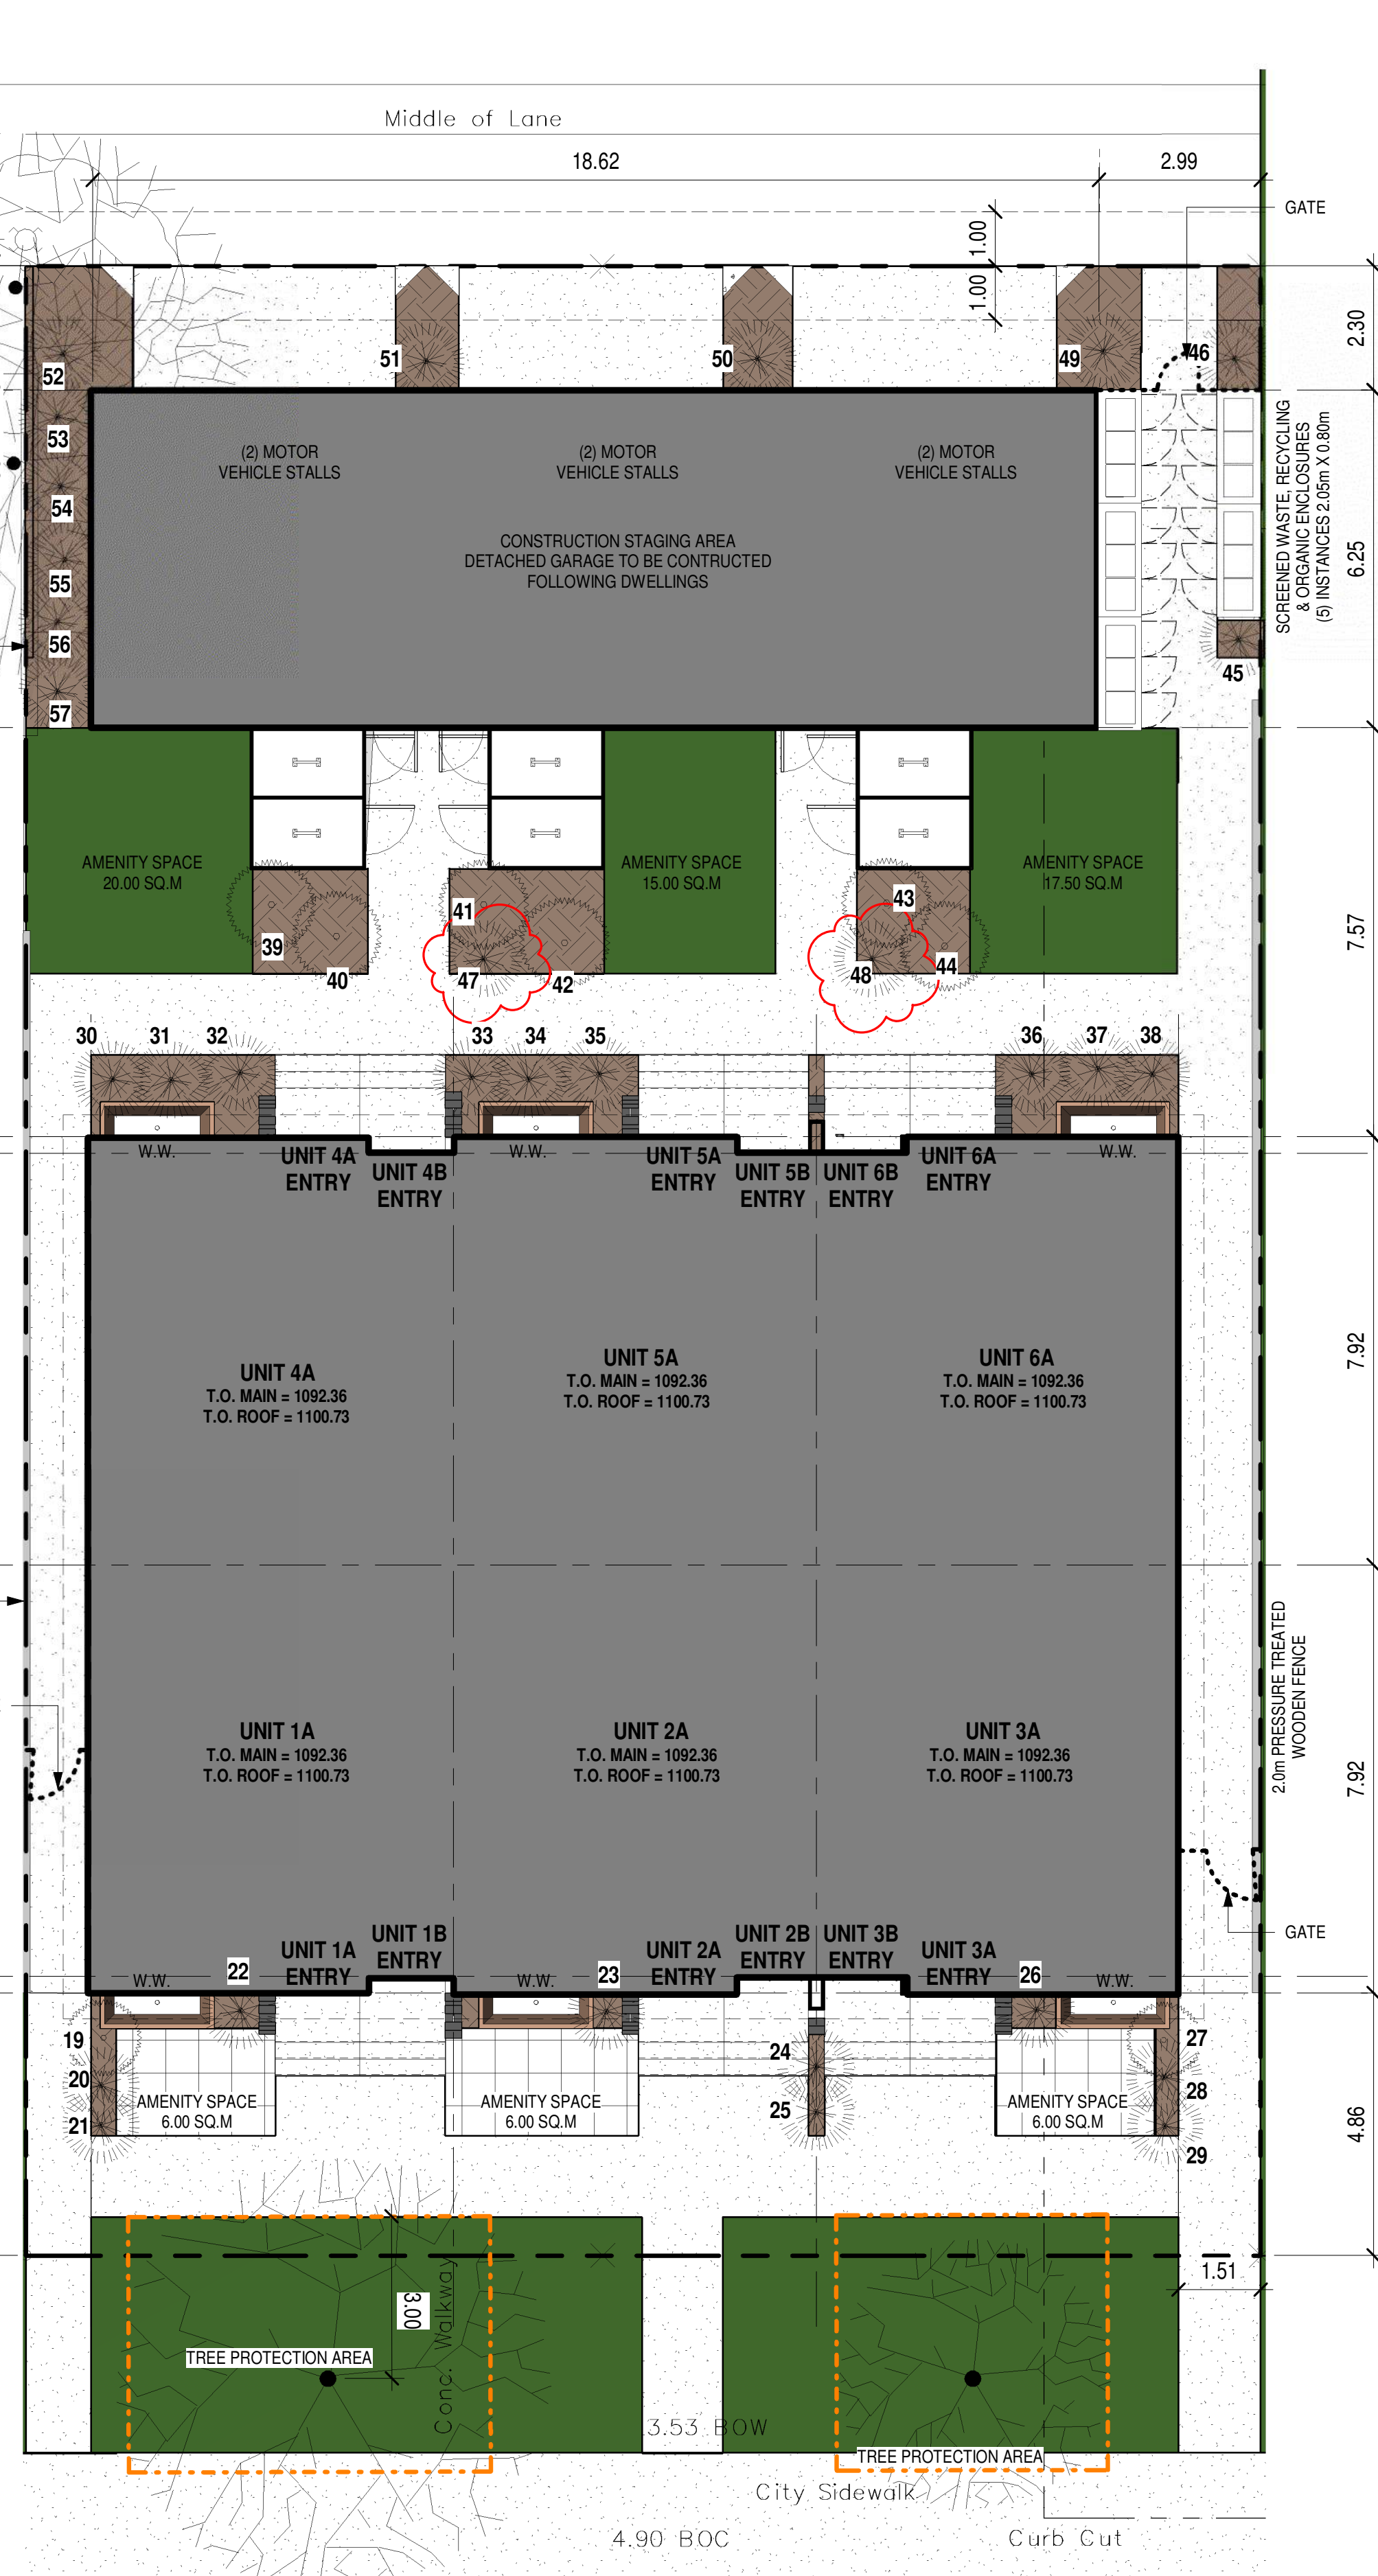 Middle of Lane
18.62
2.99
GATE
1.00
1.00
2.30
52
51
50
49
46
53
54
55
56
57
(2) MOTOR
VEHICLE STALLS
(2) MOTOR
VEHICLE STALLS
(2) MOTOR
VEHICLE STALLS
CONSTRUCTION STAGING AREA
DETACHED GARAGE TO BE CONTRUCTED
FOLLOWING DWELLINGS
SCREENED WASTE, RECYCLING
& ORGANIC ENCLOSURES
(5) INSTANCES 2.05m X 0.80m
6.25
45
AMENITY SPACE
20.00 SQ.M
AMENITY SPACE
15.00 SQ.M
AMENITY SPACE
17.50 SQ.M
39
40
41
47
42
43
48
44
7.57
30
31
32
33
34
35
36
37
38
W.W.
W.W.
W.W.
UNIT 4A
ENTRY
UNIT 4B
ENTRY
UNIT 5A
ENTRY
UNIT 5B
ENTRY
UNIT 6B
ENTRY
UNIT 6A
ENTRY
UNIT 4A
T.O. MAIN = 1092.36
T.O. ROOF = 1100.73
UNIT 5A
T.O. MAIN = 1092.36
T.O. ROOF = 1100.73
UNIT 6A
T.O. MAIN = 1092.36
T.O. ROOF = 1100.73
7.92
UNIT 1A
T.O. MAIN = 1092.36
T.O. ROOF = 1100.73
UNIT 2A
T.O. MAIN = 1092.36
T.O. ROOF = 1100.73
UNIT 3A
T.O. MAIN = 1092.36
T.O. ROOF = 1100.73
2.0m PRESSURE TREATED
WOODEN FENCE
7.92
GATE
W.W.
22
UNIT 1A
ENTRY
UNIT 1B
ENTRY
W.W.
23
UNIT 2A
ENTRY
UNIT 2B
ENTRY
UNIT 3B
ENTRY
UNIT 3A
ENTRY
26
W.W.
19
20
21
24
25
27
28
29
AMENITY SPACE
6.00 SQ.M
AMENITY SPACE
6.00 SQ.M
AMENITY SPACE
6.00 SQ.M
4.86
1.51
3.00
Conc. Walkway
TREE PROTECTION AREA
3.53 BOW
TREE PROTECTION AREA
City Sidewalk
4.90 BOC
Curb Cut